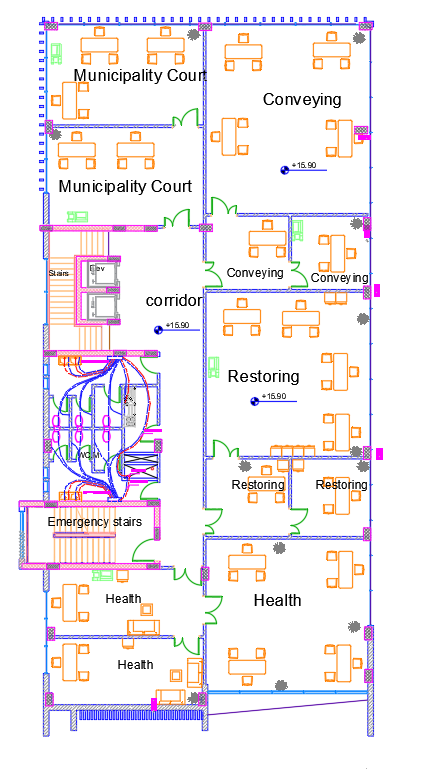 Municipality Court
Conveying
+15.90
Municipality Court
Conveying
Conveying
Stairs
Elev
corridor
+15.90
Restoring
+15.90
Restoring
Restoring
Emergency stairs
Health
Health
Health